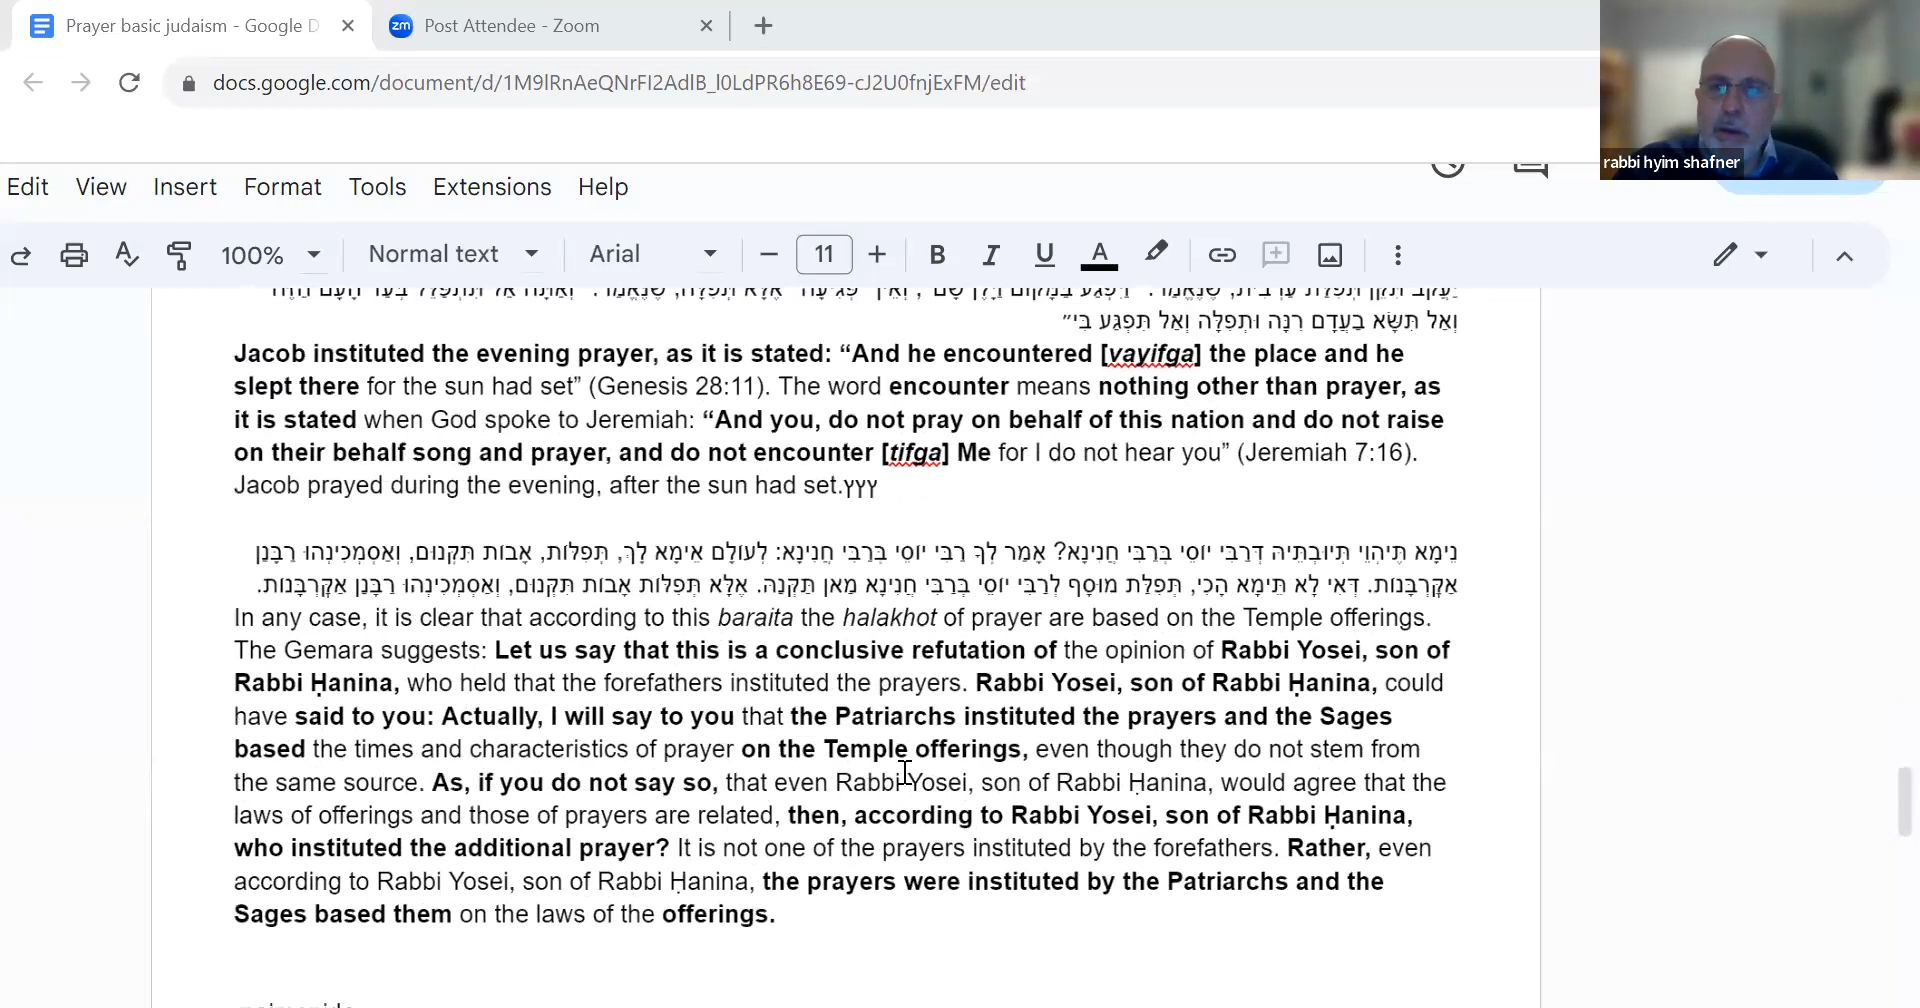 Prayer basic judaism - Google D
Post Attendee - Zoom
docs.google.com/document/d/1M9lRnAeQNrFI2AdlB_l0LdPR6h8E69-cJ2U0fnjExFM/edit
rabbi hyim shafner
Edit View Insert Format Tools Extensions Help
100% Normal text Arial 11
יַעֲקֹב תִּקֵּן תְּפִלַּת עַרְבִית, שֶׁנֶּאֱמַר: ״וַיִּפְגַּע בַּמָּקוֹם וַיָּלֶן שָׁם״, וְאֵין ״פְּגִיעָה״ אֶלָּא תְּפִלָּה, שֶׁנֶּאֱמַר: ״וְאַתָּה אַל תִּתְפַּלֵּל בְּעַד הָעָם הַזֶּה
וְאַל תִּשָּׂא בַעֲדָם רִנָּה וּתְפִלָּה וְאַל תִּפְגַּע בִּי״
Jacob instituted the evening prayer, as it is stated: “And he encountered [vayifga] the place and he
slept there for the sun had set” (Genesis 28:11). The word encounter means nothing other than prayer, as
it is stated when God spoke to Jeremiah: “And you, do not pray on behalf of this nation and do not raise
on their behalf song and prayer, and do not encounter [tifga] Me for I do not hear you” (Jeremiah 7:16).
Jacob prayed during the evening, after the sun had set.ץץץ
נֵימָא תֶּיהְוֵי תְּיוּבְתֵּיהּ דְּרַבִּי יוֹסֵי בְּרַבִּי חֲנִינָא? אָמַר לְךָ רַבִּי יוֹסֵי בְּרַבִּי חֲנִינָא: לְעוֹלָם אֵימָא לָךְ, תְּפִלּוֹת, אָבוֹת תִּקְּנוּם, וְאַסְמְכִינְהוּ רַבָּנַן
אַקׇּרְבָּנוֹת. דְּאִי לָא תֵּימָא הָכִי, תְּפִלַּת מוּסָף לְרַבִּי יוֹסֵי בְּרַבִּי חֲנִינָא מַאן תַּקְּנַהּ. אֶלָּא תְּפִלּוֹת אָבוֹת תִּקְּנוּם, וְאַסְמְכִינְהוּ רַבָּנַן אַקׇּרְבָּנוֹת.
In any case, it is clear that according to this baraita the halakhot of prayer are based on the Temple offerings.
The Gemara suggests: Let us say that this is a conclusive refutation of the opinion of Rabbi Yosei, son of
Rabbi Ḥanina, who held that the forefathers instituted the prayers. Rabbi Yosei, son of Rabbi Ḥanina, could
have said to you: Actually, I will say to you that the Patriarchs instituted the prayers and the Sages
based the times and characteristics of prayer on the Temple offerings, even though they do not stem from
the same source. As, if you do not say so, that even Rabbi Yosei, son of Rabbi Ḥanina, would agree that the
laws of offerings and those of prayers are related, then, according to Rabbi Yosei, son of Rabbi Ḥanina,
who instituted the additional prayer? It is not one of the prayers instituted by the forefathers. Rather, even
according to Rabbi Yosei, son of Rabbi Ḥanina, the prayers were instituted by the Patriarchs and the
Sages based them on the laws of the offerings.